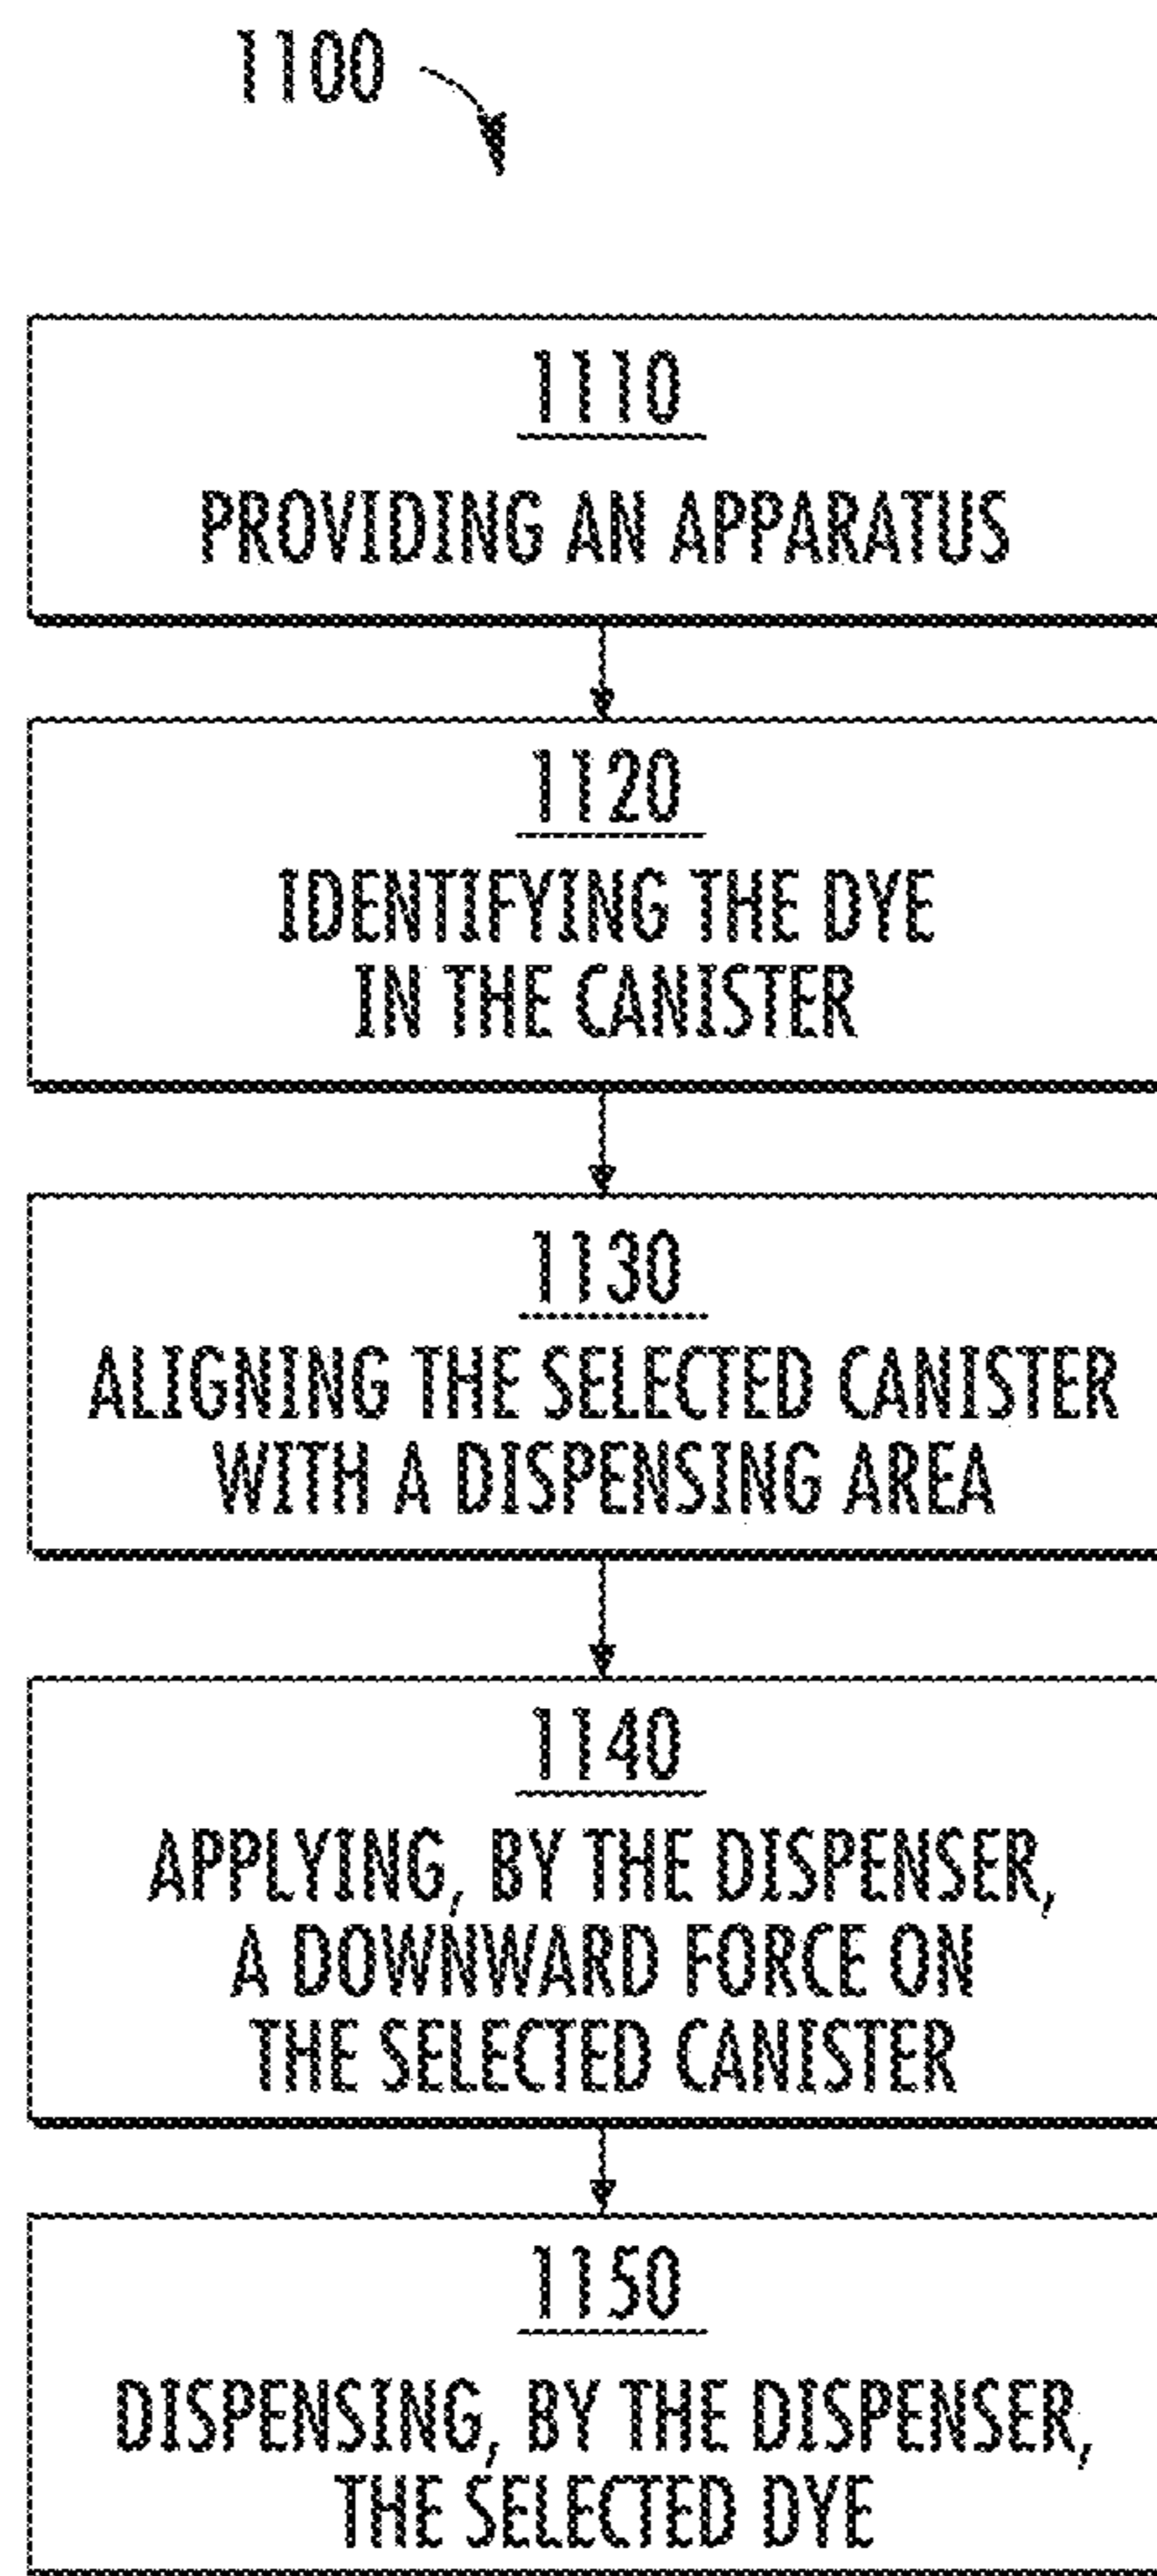 1100
1110
PROVIDING AN APPARATUS
1120
IDENTIFYING THE DYE
IN THE CANISTER
1130
ALIGNING THE SELECTED CANISTER
WITH A DISPENSING AREA
1140
APPLYING, BY THE DISPENSER,
A DOWNWARD FORCE ON
THE SELECTED CANISTER
1150
DISPENSING, BY THE DISPENSER,
THE SELECTED DYE